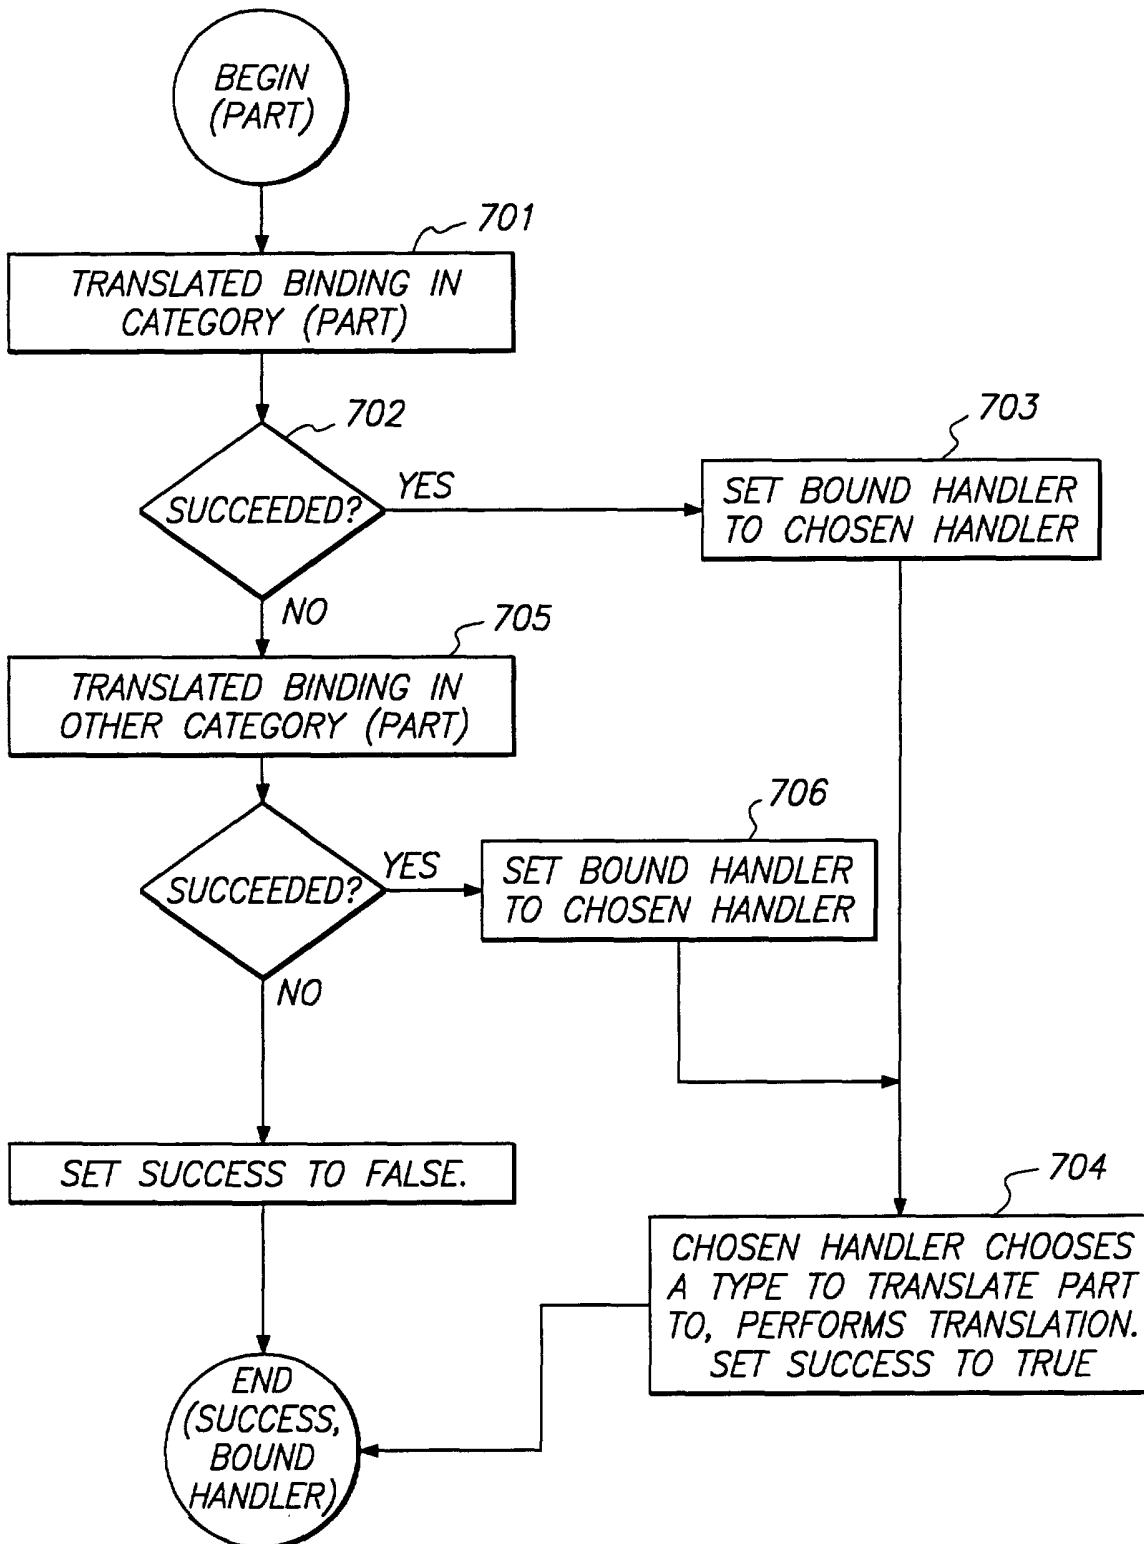 BEGIN
(PART)
701
TRANSLATED BINDING IN
CATEGORY (PART)
702
SUCCEEDED?
YES
703
SET BOUND HANDLER
TO CHOSEN HANDLER
NO
705
TRANSLATED BINDING IN
OTHER CATEGORY (PART)
SUCCEEDED?
YES
706
SET BOUND HANDLER
TO CHOSEN HANDLER
NO
SET SUCCESS TO FALSE.
704
CHOSEN HANDLER CHOOSES
A TYPE TO TRANSLATE PART
TO, PERFORMS TRANSLATION.
SET SUCCESS TO TRUE
END
(SUCCESS,
BOUND
HANDLER)